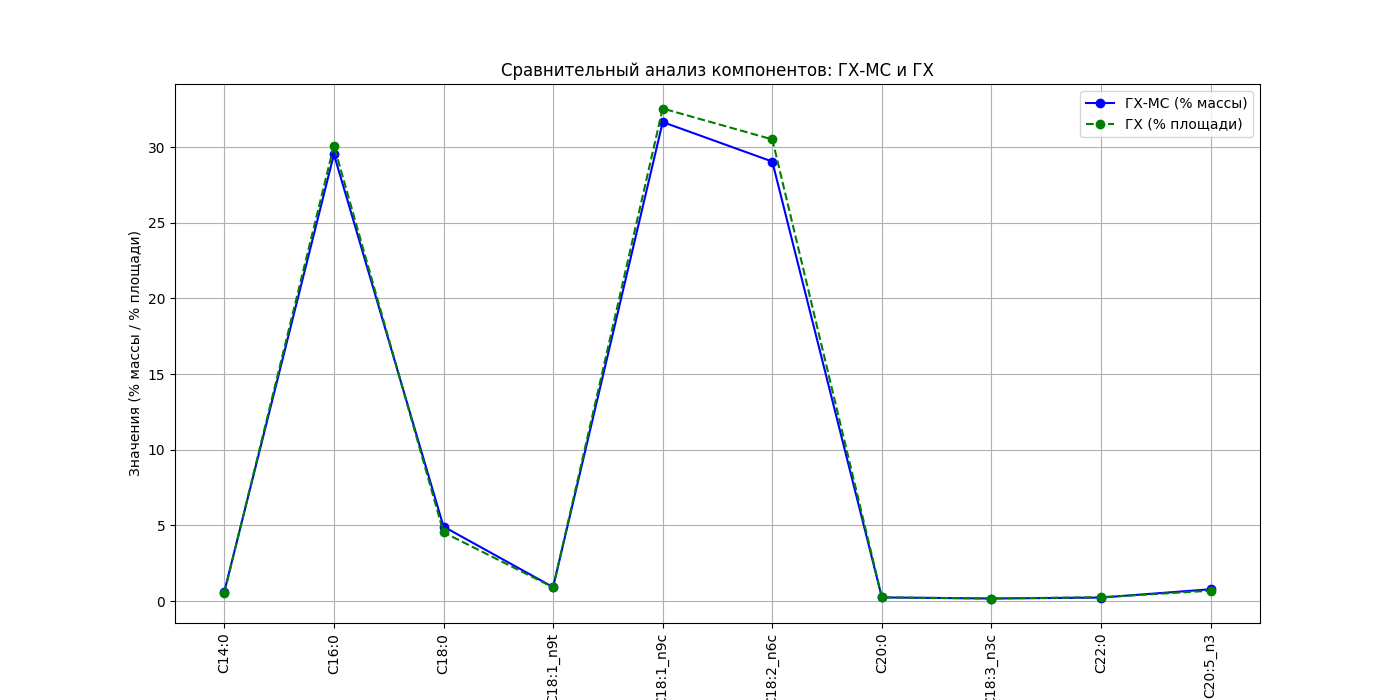 Сравнительный анализ компонентов: ГХ-МС и ГХ
ГХ-МС (% массы)
ГХ (% площади)
Значения (% массы / % площади)
30
25
20
15
10
5
0
C14:0
C16:0
C18:0
C18:1_n9t
C18:1_n9c
C18:2_n6c
C20:0
C18:3_n3c
C22:0
C20:5_n3